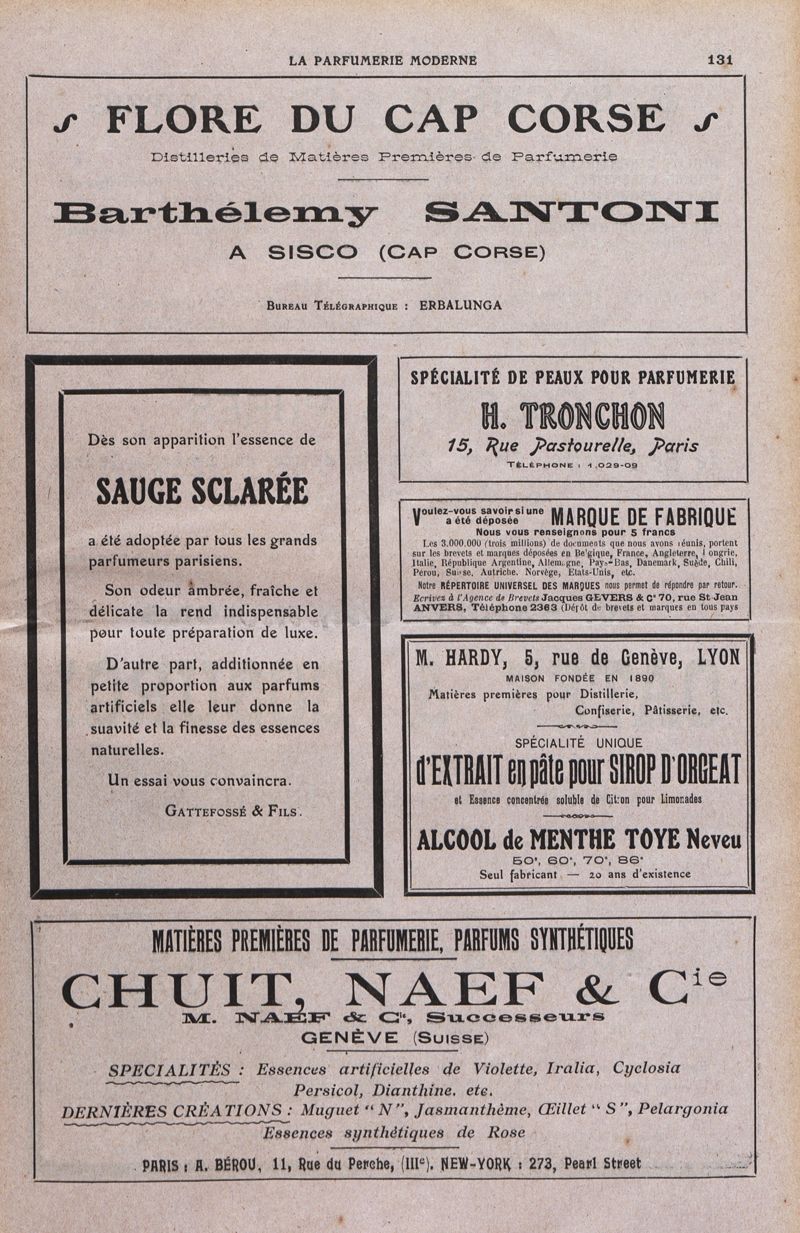 LA PARFUMERIE MODERNE
131
FLORE DU CAP CORSE
Distilleries de Matières Premières de Parfumerie
Barthélemy SANTONI
A SISCO (CAP CORSE)
BUREAU TÉLÉGRAPHIQUE : ERBALUNGA
Dès son apparition l'essence de
SAUGE SCLARÉE
a été adoptée par tous les grands
parfumeurs parisiens.
Son odeur ambrée, fraîche et
délicate la rend indispensable
pour toute préparation de luxe.
D'autre part, additionnée en
petite proportion aux parfums
artificiels elle leur donne la
suavité et la finesse des essences
naturelles.
Un essai vous convaincra.
GATTEFOSSÉ & FILS.
SPÉCIALITÉ DE PEAUX POUR PARFUMERIE
H. TRONCHON
15, Rue Pastourelle, Paris
TÉLÉPHONE : 1.029-09
Voulez-vous savoir si une
a été déposée
MARQUE DE FABRIQUE
Nous vous renseignons pour 5 francs
Les 3.000.000 (trois millions) de documents que nous avons réunis, portent
sur les brevets et marques déposées en Be'gique, France, Angleterre, ongrie,
Italie, République Argentine, Allemagne, Pays-Bas, Danemark, Suède, Chili,
Pérou, Suisse, Autriche, Norvège, Etats-Unis, etc.
Notre RÉPERTOIRE UNIVERSEL DES MARQUES nous permet de répondre par retour.
Ecrivez à l'Agence de Brevets Jacques GEVERS & Cº 70, rue St-Jean
ANVERS, Téléphone 2363 (Dépôt de brevets et marques en tous pays
M. HARDY, 5, rue de Genève, LYON
MAISON FONDÉE EN 1890
Matières premières pour Distillerie,
Confiserie, Pâtisserie, etc.
SPÉCIALITÉ UNIQUE
d'EXTRAIT en pâte pour SIROP D'ORGEAT
et Essence concentrée soluble de Citron pour Limonades
ALCOOL de MENTHE TOYE Neveu
50°, 60°, 70°, 86°
Seul fabricant — 20 ans d'existence
MATIÈRES PREMIÈRES DE PARFUMERIE, PARFUMS SYNTHÉTIQUES
CHUIT, NAEF & Cie
M. NAEF & Cie, Successeurs
GENÈVE (SUISSE)
SPECIALITÉS : Essences artificielles de Violette, Iralia, Cyclosia
Persicol, Dianthine. etc.
DERNIÈRES CRÉATIONS : Muguet "N", Jasmanthème, Œillet "S", Pelargonia
Essences synthétiques de Rose
PARIS : A. BÉROU, 11, Rue du Perche, (IIIe). NEW-YORK : 273, Pearl Street